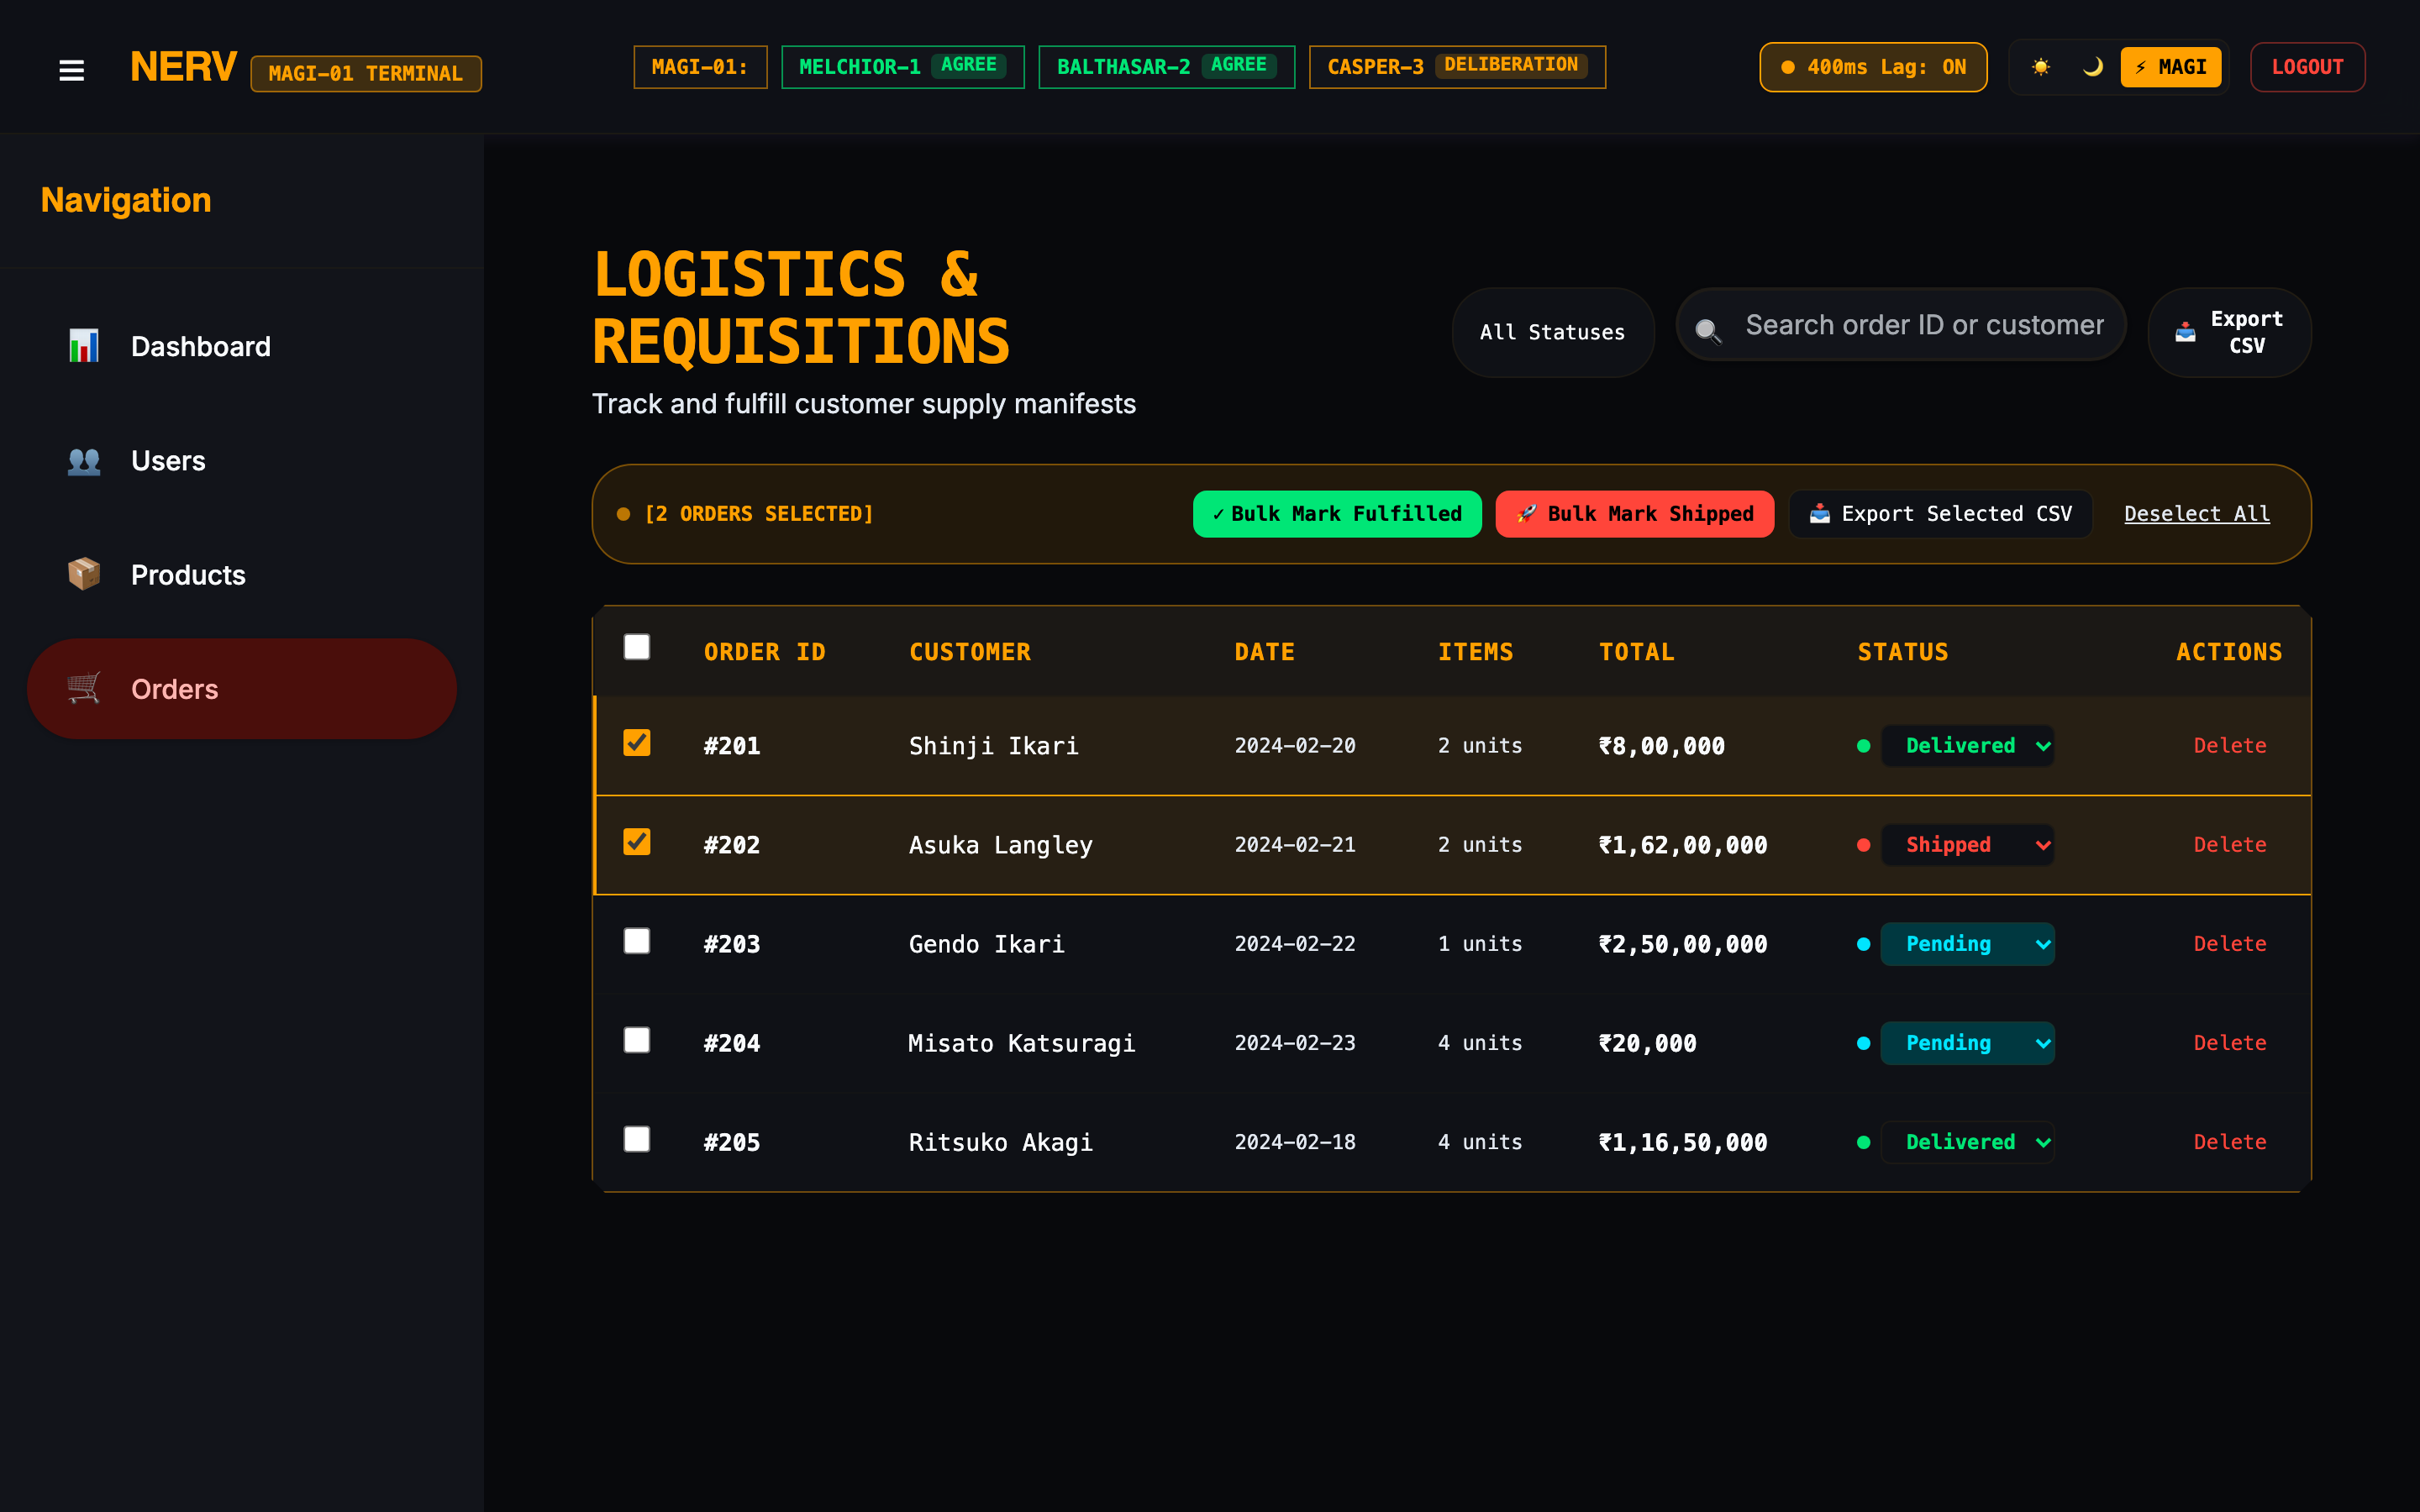 NERV MAGI-01 TERMINAL
MAGI-01: MELCHIOR-1 AGREE BALTHASAR-2 AGREE CASPER-3 DELIBERATION
400ms Lag: ON MAGI LOGOUT
Navigation
Dashboard
Users
Products
Orders
LOGISTICS &
REQUISITIONS
Track and fulfill customer supply manifests
All Statuses
Search order ID or customer
Export
CSV
[2 ORDERS SELECTED] ✓ Bulk Mark Fulfilled Bulk Mark Shipped Export Selected CSV Deselect All
ORDER ID CUSTOMER DATE ITEMS TOTAL STATUS ACTIONS
#201 Shinji Ikari 2024-02-20 2 units ₹8,00,000 Delivered Delete
#202 Asuka Langley 2024-02-21 2 units ₹1,62,00,000 Shipped Delete
#203 Gendo Ikari 2024-02-22 1 units ₹2,50,00,000 Pending Delete
#204 Misato Katsuragi 2024-02-23 4 units ₹20,000 Pending Delete
#205 Ritsuko Akagi 2024-02-18 4 units ₹1,16,50,000 Delivered Delete